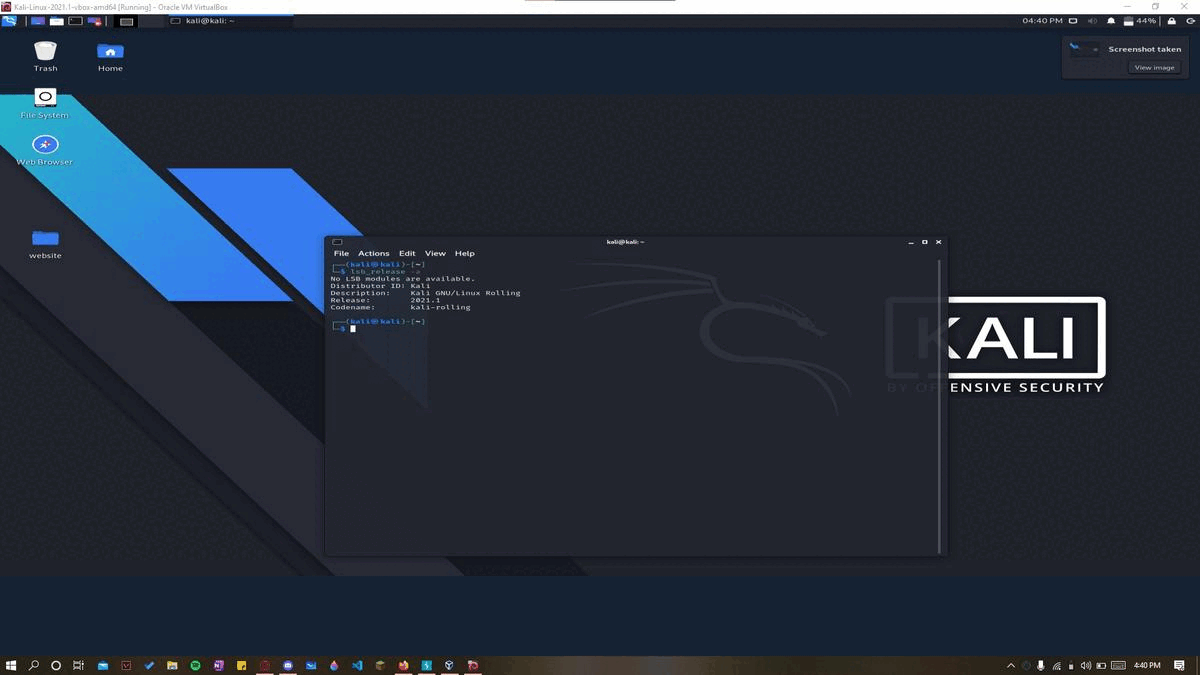 Kali-Linux-2021.1-vbox-amd64 [Running] - Oracle VM VirtualBox
kali@kali: ~
04:40 PM
44%
Trash
Home
Screenshot taken
View image
File System
Web Browser
website
kali@kali: ~
File Actions Edit View Help
┌──(kali㉿kali)-[~]
└─$ lsb_release -a
No LSB modules are available.
Distributor ID: Kali
Description: Kali GNU/Linux Rolling
Release: 2021.1
Codename: kali-rolling
┌──(kali㉿kali)-[~]
└─$
KALI
BY OFFENSIVE SECURITY
4:40 PM